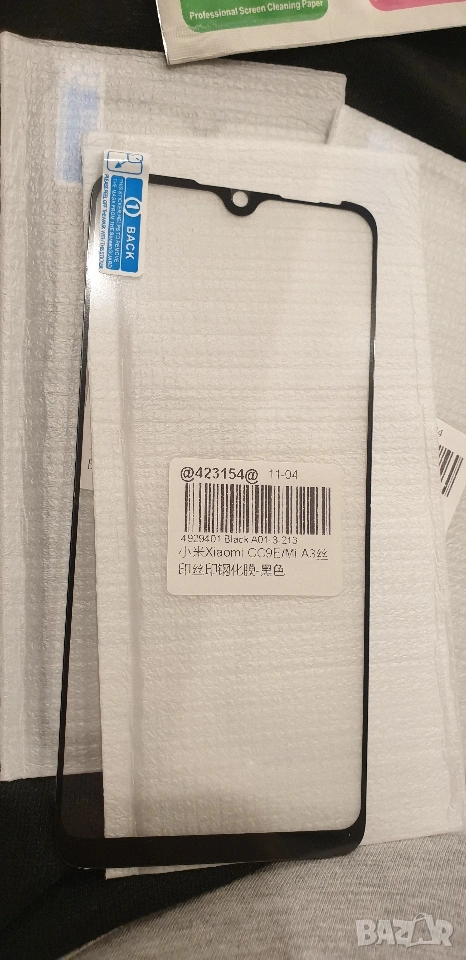 Professional Screen Cleaning Paper
① BACK
@423154@ 11-04
4929401 Black A01-3-213
小米Xiaomi CC9E/Mi A3丝
印丝印钢化膜-黑色
BAZAR